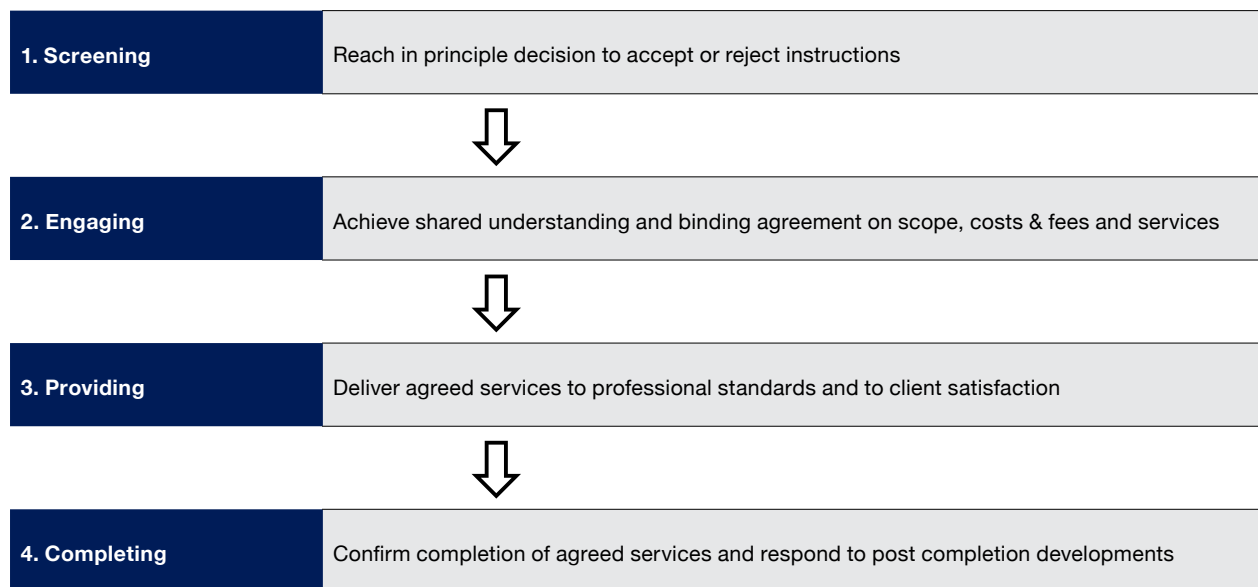 1. Screening
Reach in principle decision to accept or reject instructions
2. Engaging
Achieve shared understanding and binding agreement on scope, costs & fees and services
3. Providing
Deliver agreed services to professional standards and to client satisfaction
4. Completing
Confirm completion of agreed services and respond to post completion developments